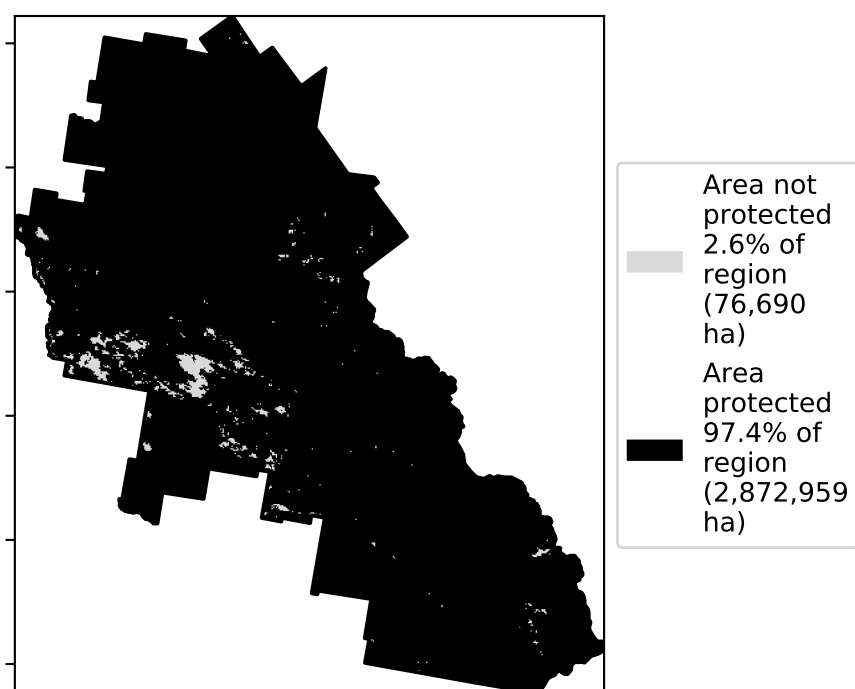 Area not
protected
2.6% of
region
(76,690
ha)
Area
protected
97.4% of
region
(2,872,959
ha)